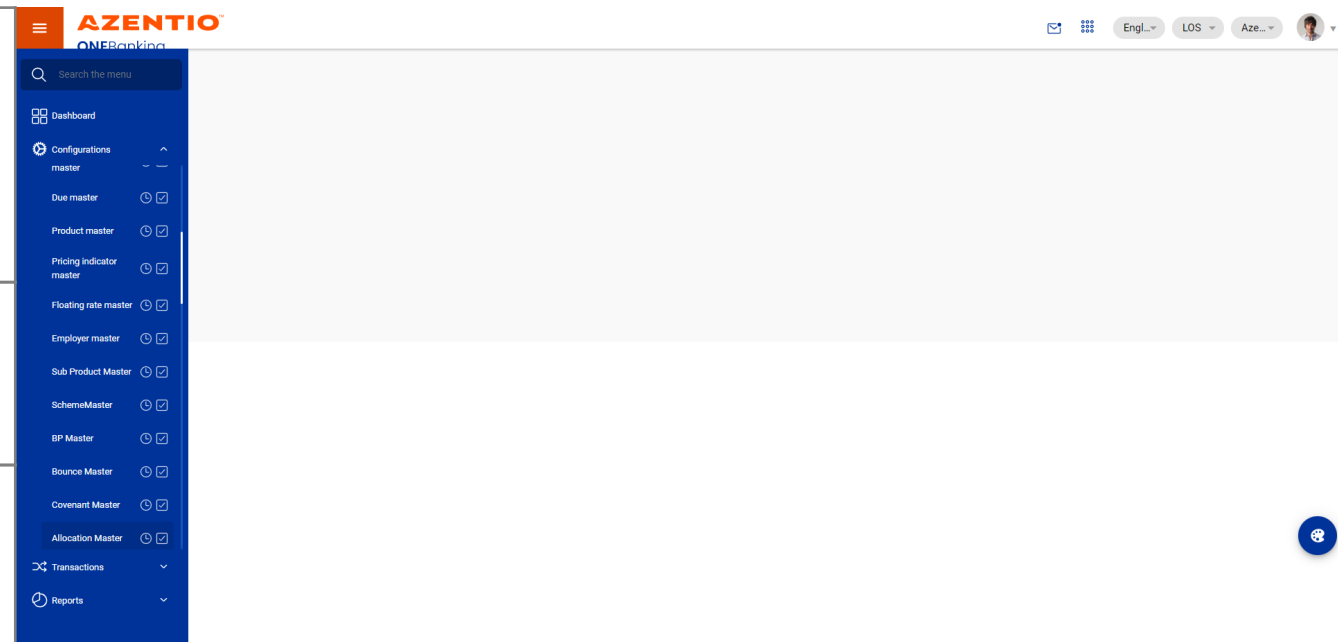 AZENTIO™
ONEBanking
Engl...
LOS
Aze...
Search the menu
Dashboard
Configurations
master
Due master
Product master
Pricing indicator
master
Floating rate master
Employer master
Sub Product Master
SchemeMaster
BP Master
Bounce Master
Covenant Master
Allocation Master
Transactions
Reports